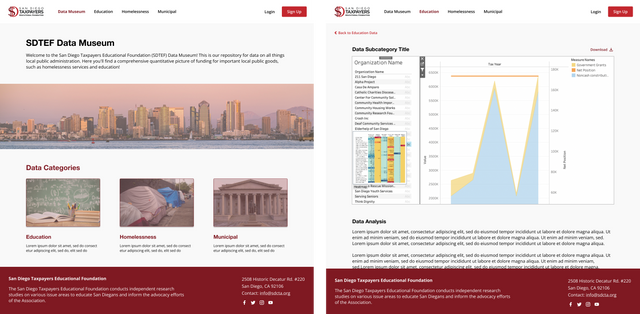 SAN DIEGO
TAXPAYERS
EDUCATIONAL FOUNDATION
Data Museum
Education
Homelessness
Municipal
Login
Sign Up
SDTEF Data Museum
Welcome to the San Diego Taxpayers Educational Foundation (SDTEF) Data Museum! This is our repository for data on all things
local public administration. Here you'll find a comprehensive quantitative picture of funding for important local public goods,
such as homelessness services and education!
Data Categories
Education
Lorem ipsum dolor sit amet, sed do consect
etur adipiscing elit, sed do elt sed do
Homelessness
Lorem ipsum dolor sit amet, sed do consect
etur adipiscing elit, sed do elt sed do
Municipal
Lorem ipsum dolor sit amet, sed do consect
etur adipiscing elit, sed do elt sed do
San Diego Taxpayers Educational Foundation
The San Diego Taxpayers Educational Foundation conducts independent research
studies on various issue areas to educate San Diegans and inform the advocacy efforts
of the Association.
2508 Historic Decatur Rd. #220
San Diego, CA 92106
Contact: info@sdcta.org
SAN DIEGO
TAXPAYERS
EDUCATIONAL FOUNDATION
Data Museum
Education
Homelessness
Municipal
Login
Sign Up
Back to Education Data
Data Subcategory Title
Download
Organization Name
Organization Name
Alpha Project
Casa De Amparo
Catholic Charities Diocese..
Center For Community Sol..
Community Health Impr..
Community Housing Works
Community Research Fou..
Crash Inc
Deaf Community Services ..
Elderhelp of San Diego
Rescue Mission..
San Diego Youth Services
Serving Seniors
Think Dignity
Tax Year
Value
Net Position
Measure Names
Government Grants
Net Position
Data Analysis
Lorem ipsum dolor sit amet, consectetur adipiscing elit, sed do eiusmod tempor incididunt ut labore et dolore magna aliqua. Ut
enim ad minim veniam, sed do eiusmod tempor incididunt ut labore et dolore magna aliqua. Ut enim ad minim veniam, sed.
Lorem ipsum dolor sit amet, consectetur adipiscing elit, sed do eiusmod tempor incididunt ut labore et dolore magna aliqua.
Lorem ipsum dolor sit amet, consectetur adipiscing elit, sed do eiusmod tempor incididunt ut labore et dolore magna aliqua. Ut
enim ad minim veniam, sed do eiusmod tempor incididunt ut labore et dolore magna aliqua. Ut enim ad minim veniam,
San Diego Taxpayers Educational Foundation
The San Diego Taxpayers Educational Foundation conducts independent research
studies on various issue areas to educate San Diegans and inform the advocacy efforts
of the Association.
2508 Historic Decatur Rd. #220
San Diego, CA 92106
Contact: info@sdcta.org